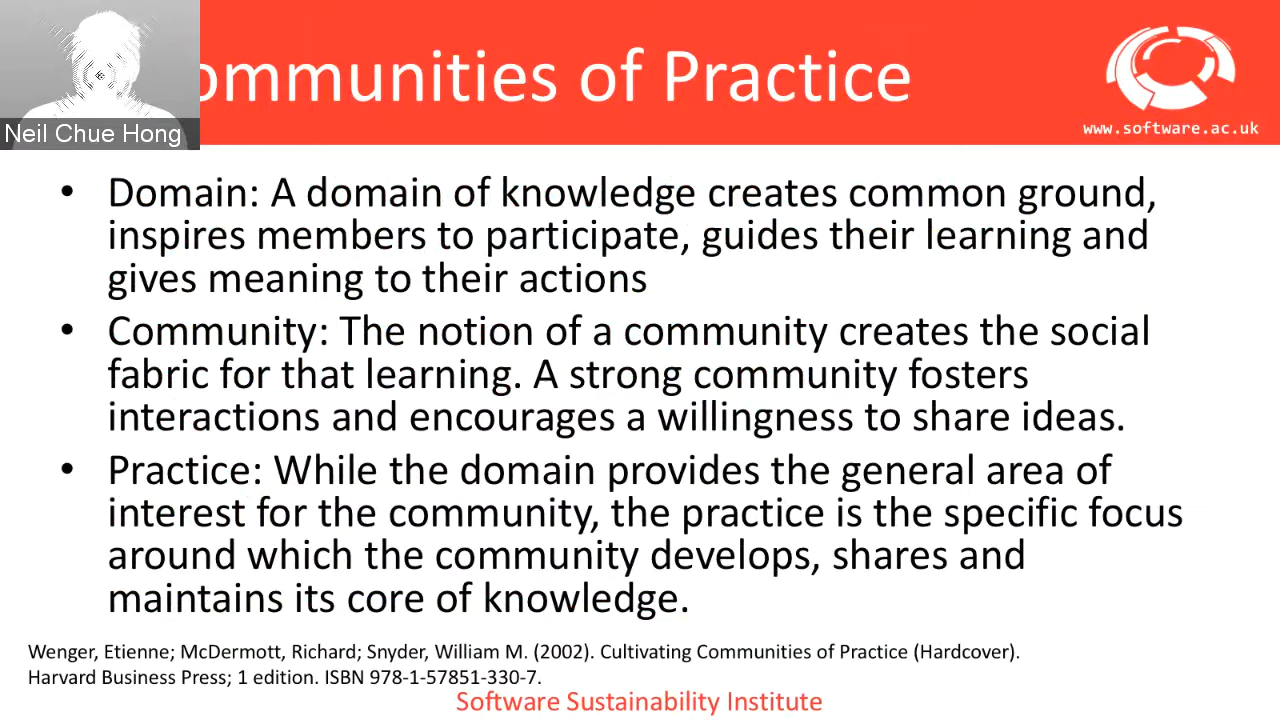 ommunities of Practice
www.software.ac.uk
Neil Chue Hong
• Domain: A domain of knowledge creates common ground,
inspires members to participate, guides their learning and
gives meaning to their actions
• Community: The notion of a community creates the social
fabric for that learning. A strong community fosters
interactions and encourages a willingness to share ideas.
• Practice: While the domain provides the general area of
interest for the community, the practice is the specific focus
around which the community develops, shares and
maintains its core of knowledge.
Wenger, Etienne; McDermott, Richard; Snyder, William M. (2002). Cultivating Communities of Practice (Hardcover).
Harvard Business Press; 1 edition. ISBN 978-1-57851-330-7.
Software Sustainability Institute